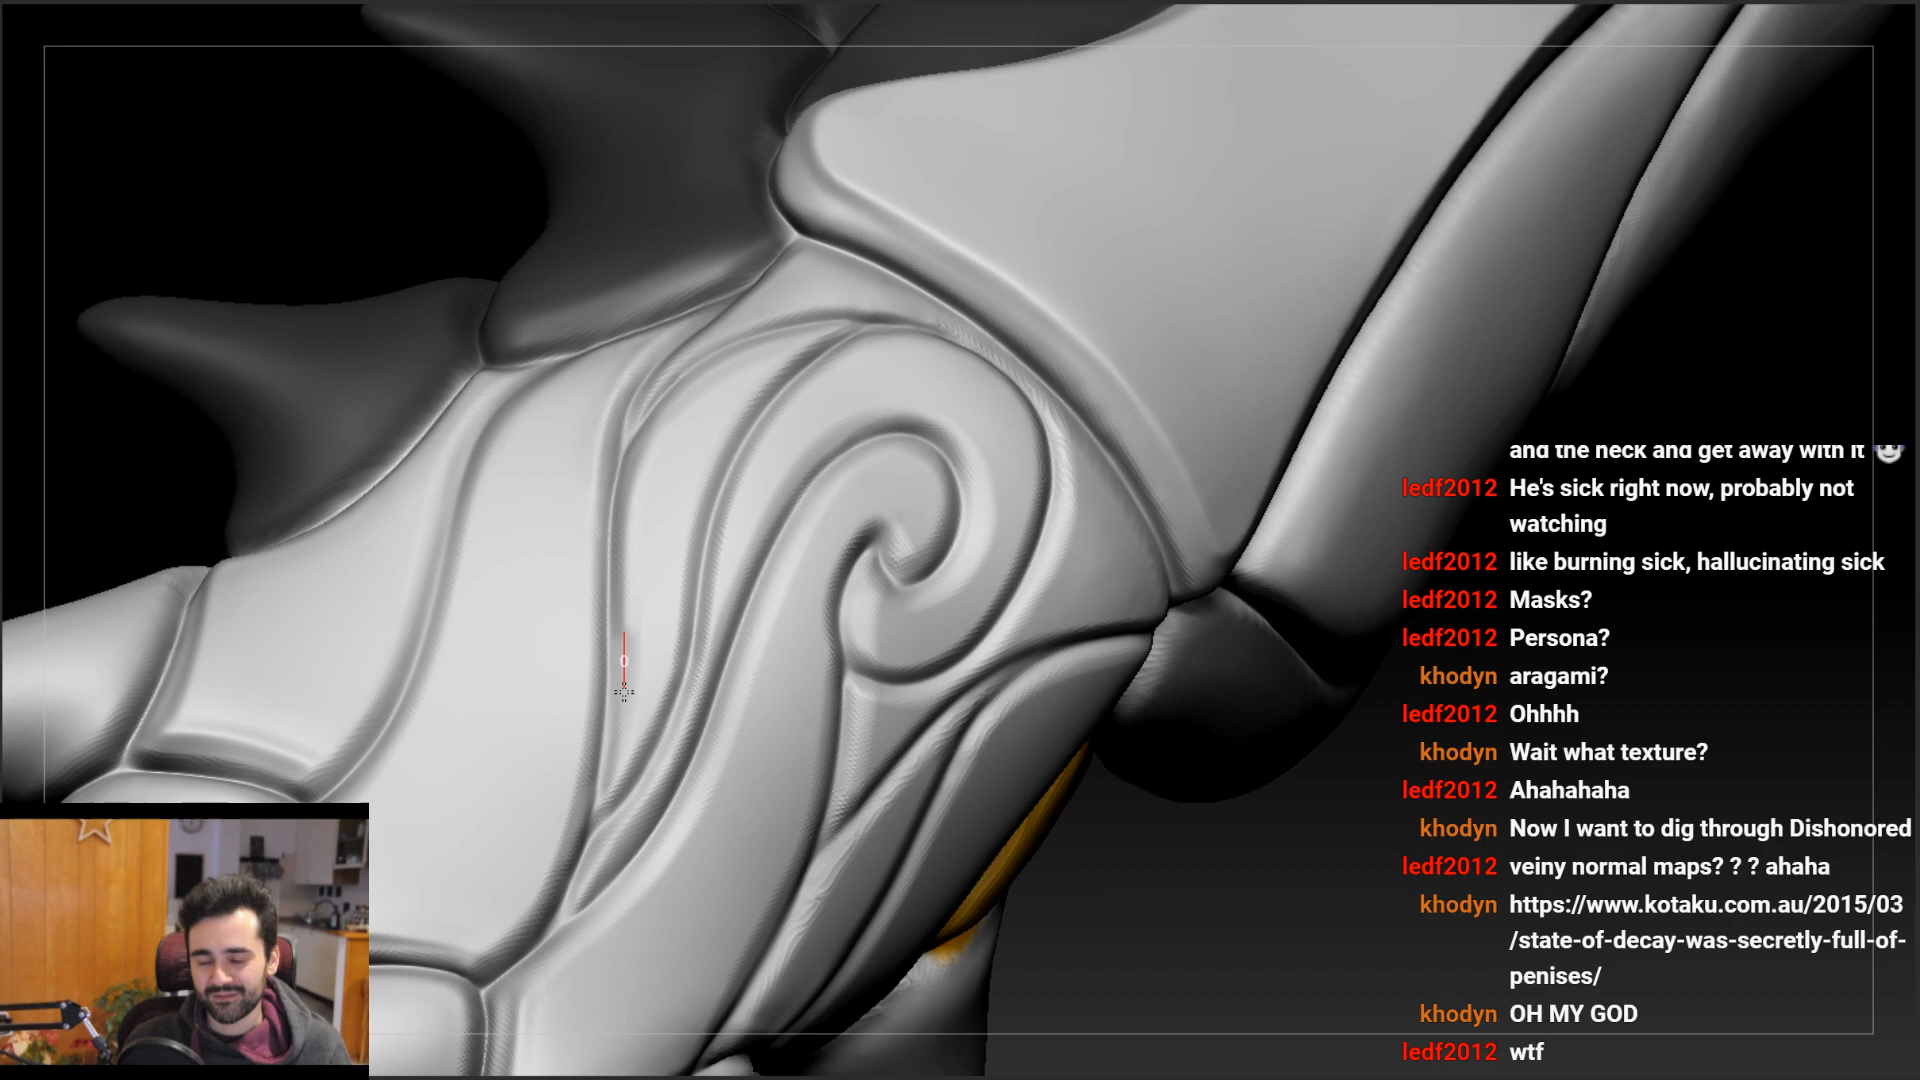 and the neck and get away with it
ledf2012 He's sick right now, probably not
watching
ledf2012 like burning sick, hallucinating sick
ledf2012 Masks?
ledf2012 Persona?
0
khodyn aragami?
ledf2012 Ohhhh
khodyn Wait what texture?
ledf2012 Ahahahaha
khodyn Now I want to dig through Dishonored
ledf2012 veiny normal maps? ? ? ahaha
khodyn https://www.kotaku.com.au/2015/03
/state-of-decay-was-secretly-full-of-
penises/
khodyn OH MY GOD
ledf2012 wtf